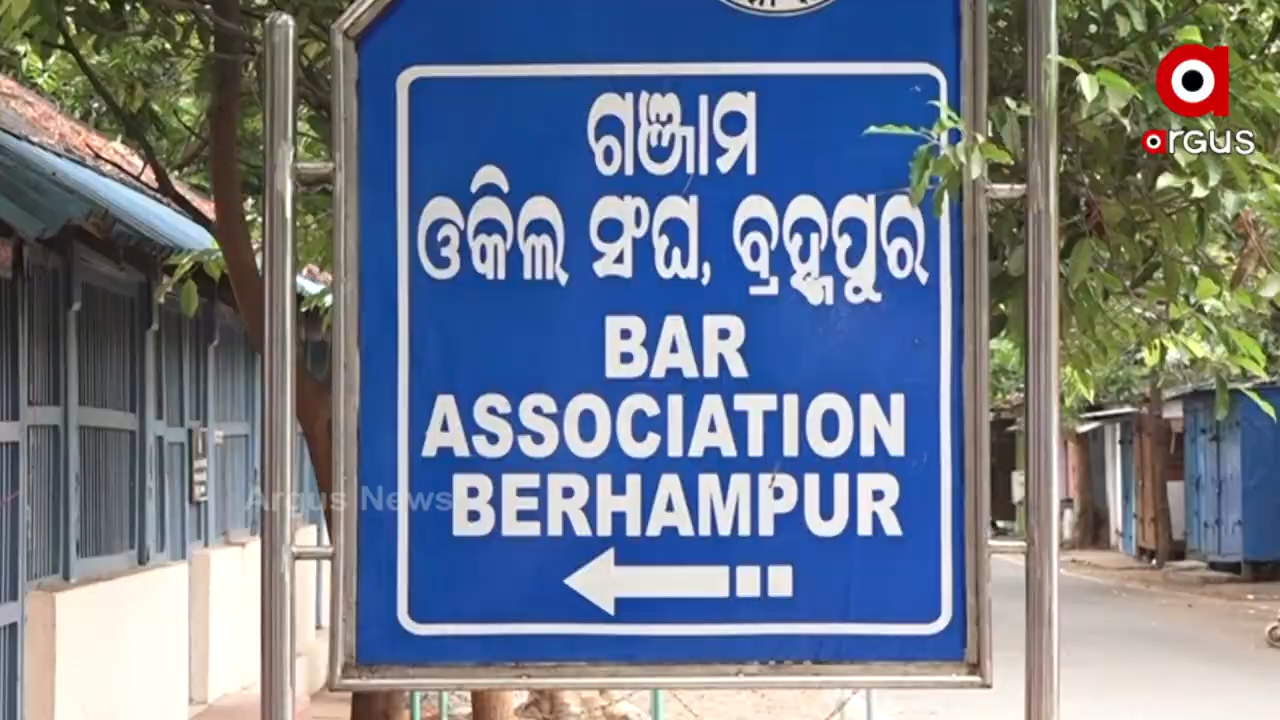 argus
ଗଞ୍ଜାମ
ଓକିଲ ସଂଘ, ବ୍ରହ୍ମପୁର
BAR
ASSOCIATION
Argus News
BERHAMPUR